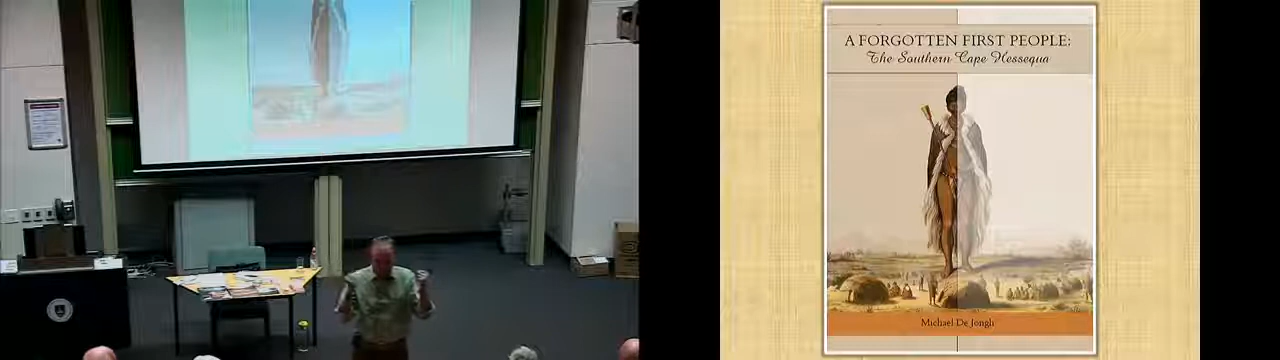 A FORGOTTEN FIRST PEOPLE:
The Southern Cape Hessequa
Michael De Jongh